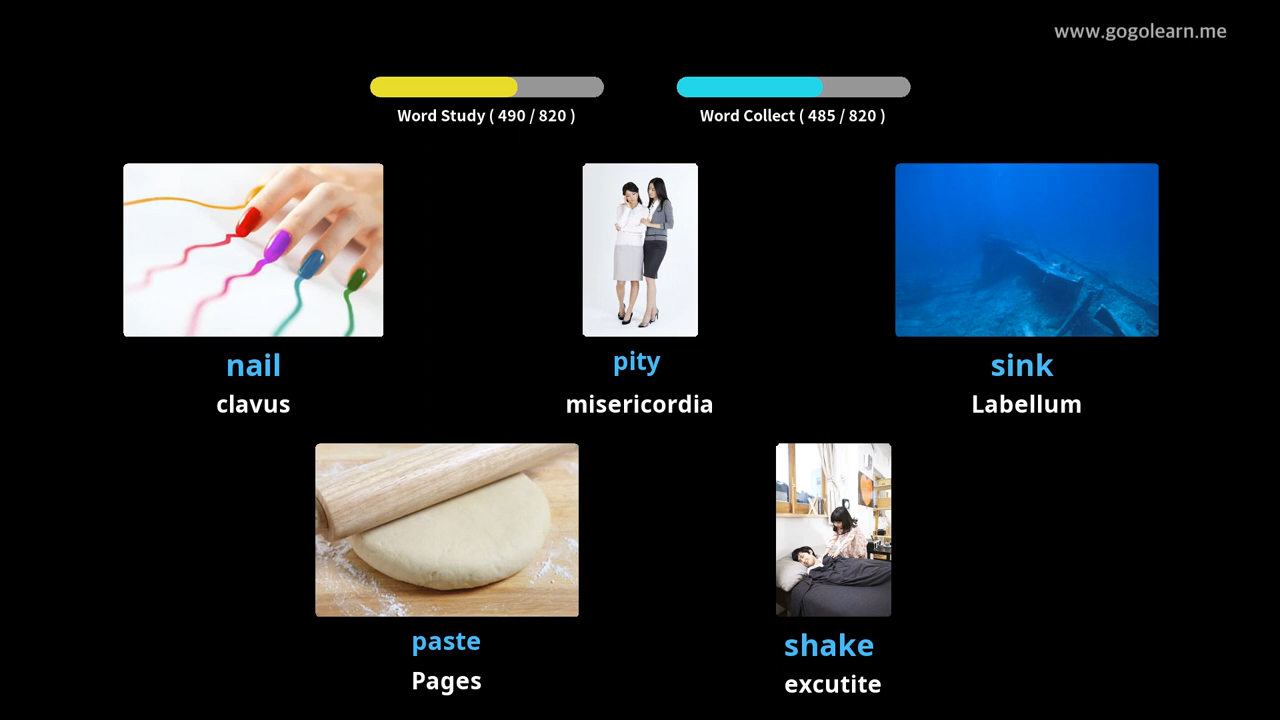 www.gogolearn.me
Word Study ( 490 / 820 )
Word Collect ( 485 / 820 )
nail
clavus
pity
misericordia
sink
Labellum
paste
Pages
shake
excutite